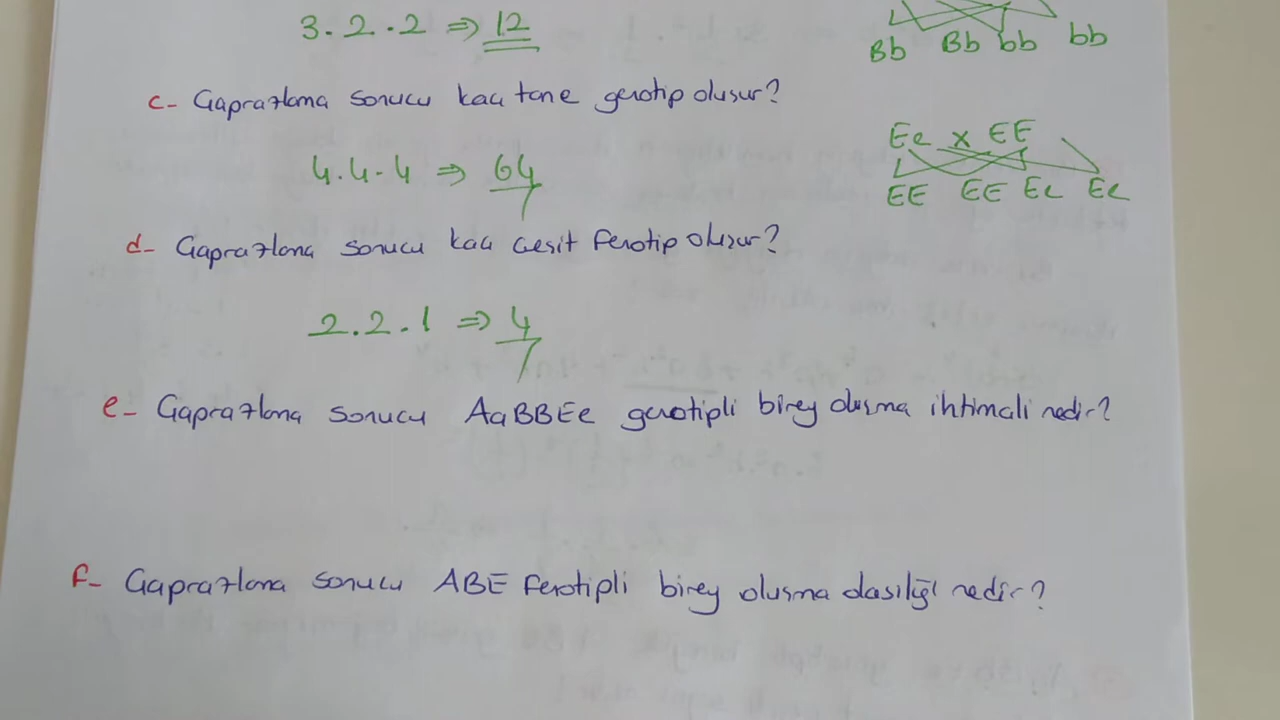 3.2.2 ⇒ 12
Bb Bb bb bb
c- Çaprazlama sonucu kaç tane genotip oluşur?
Ee x EE
4.4.4 ⇒ 64
EE EE Ee Ee
d- Çaprazlama sonucu kaç çeşit fenotip oluşur?
2.2.1 ⇒ 4
e- Çaprazlama sonucu AaBBEe genotipli birey oluşma ihtimali nedir?
f- Çaprazlama sonucu ABE fenotipli birey oluşma olasılığı nedir?